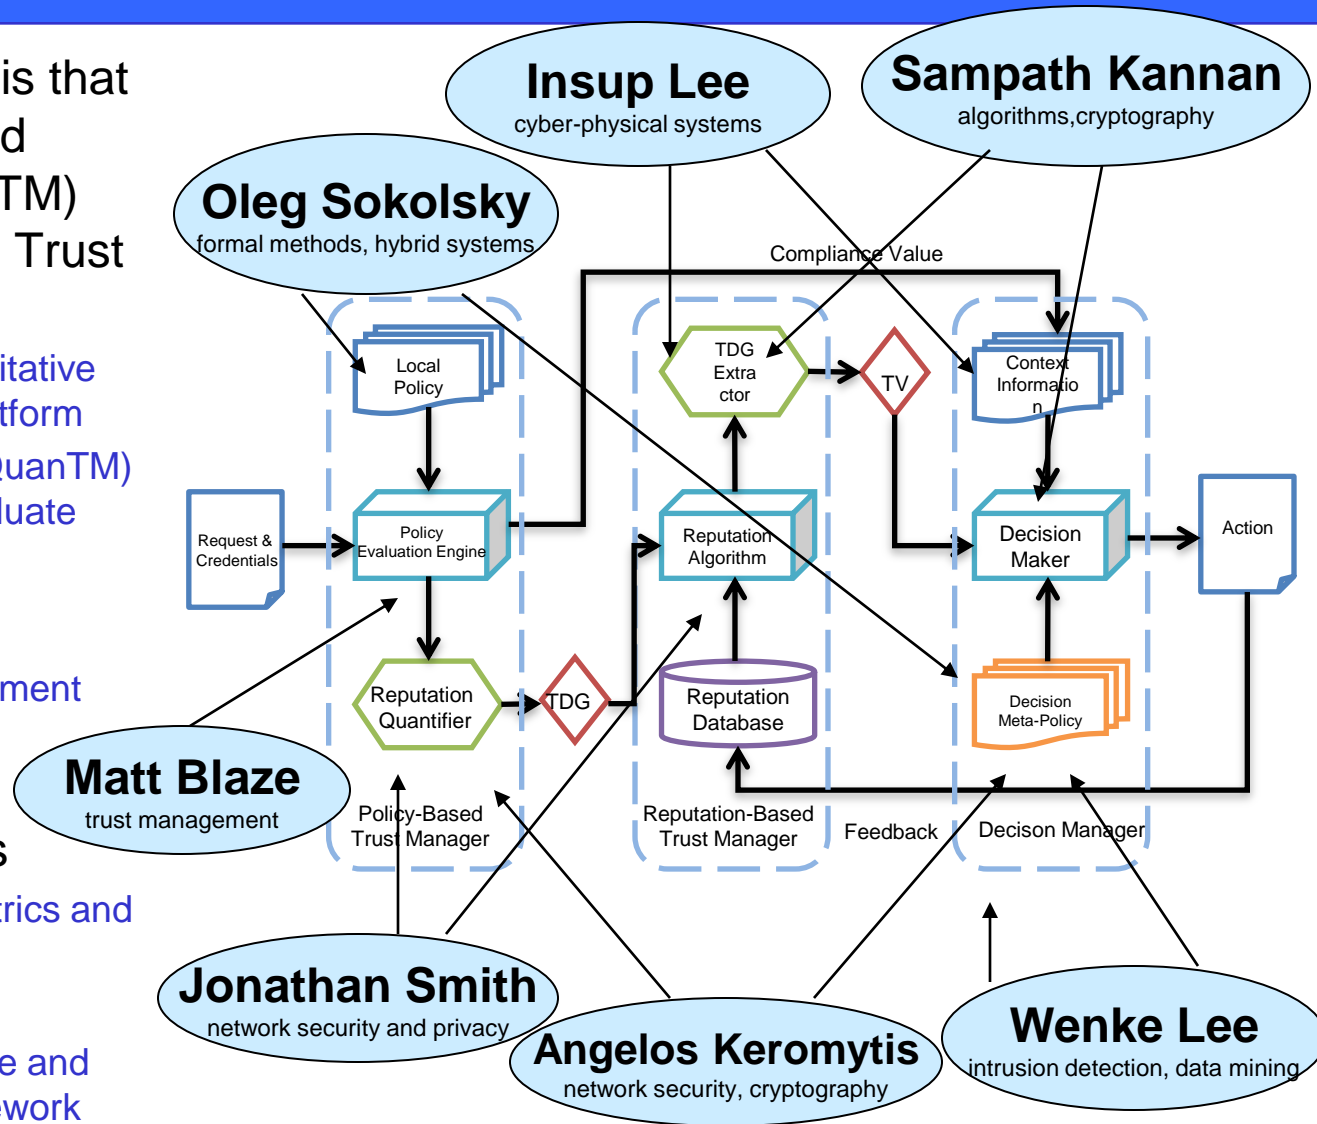 is that
d
TM)
Trust
itative
tform
QuanTM)
luate
ment
s
trics and
e and
ework
Insup Lee
cyber-physical systems
Sampath Kannan
algorithms,cryptography
Oleg Sokolsky
formal methods, hybrid systems
Compliance Value
Local
Policy
TDG
Extra
ctor
TV
Context
Informatio
n
Request &
Credentials
Policy
Evaluation Engine
Reputation
Algorithm
Decision
Maker
Action
Reputation
Quantifier
TDG
Reputation
Database
Decision
Meta-Policy
Matt Blaze
trust management
Policy-Based
Trust Manager
Reputation-Based
Trust Manager
Feedback
Decison Manager
Jonathan Smith
network security and privacy
Angelos Keromytis
network security, cryptography
Wenke Lee
intrusion detection, data mining